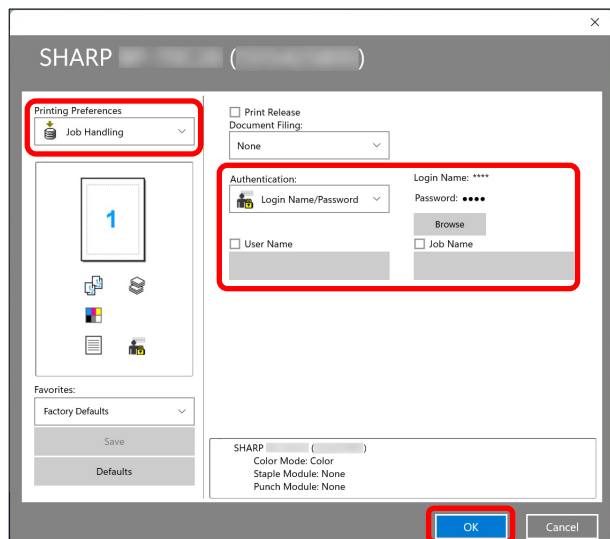 SHARP ( )
Printing Preferences
Job Handling
1
Favorites:
Factory Defaults
Save
Defaults
Print Release
Document Filing:
None
Authentication:
Login Name/Password
Login Name: ****
Password: ●●●●
Browse
User Name
Job Name
SHARP ( )
Color Mode: Color
Staple Module: None
Punch Module: None
OK
Cancel